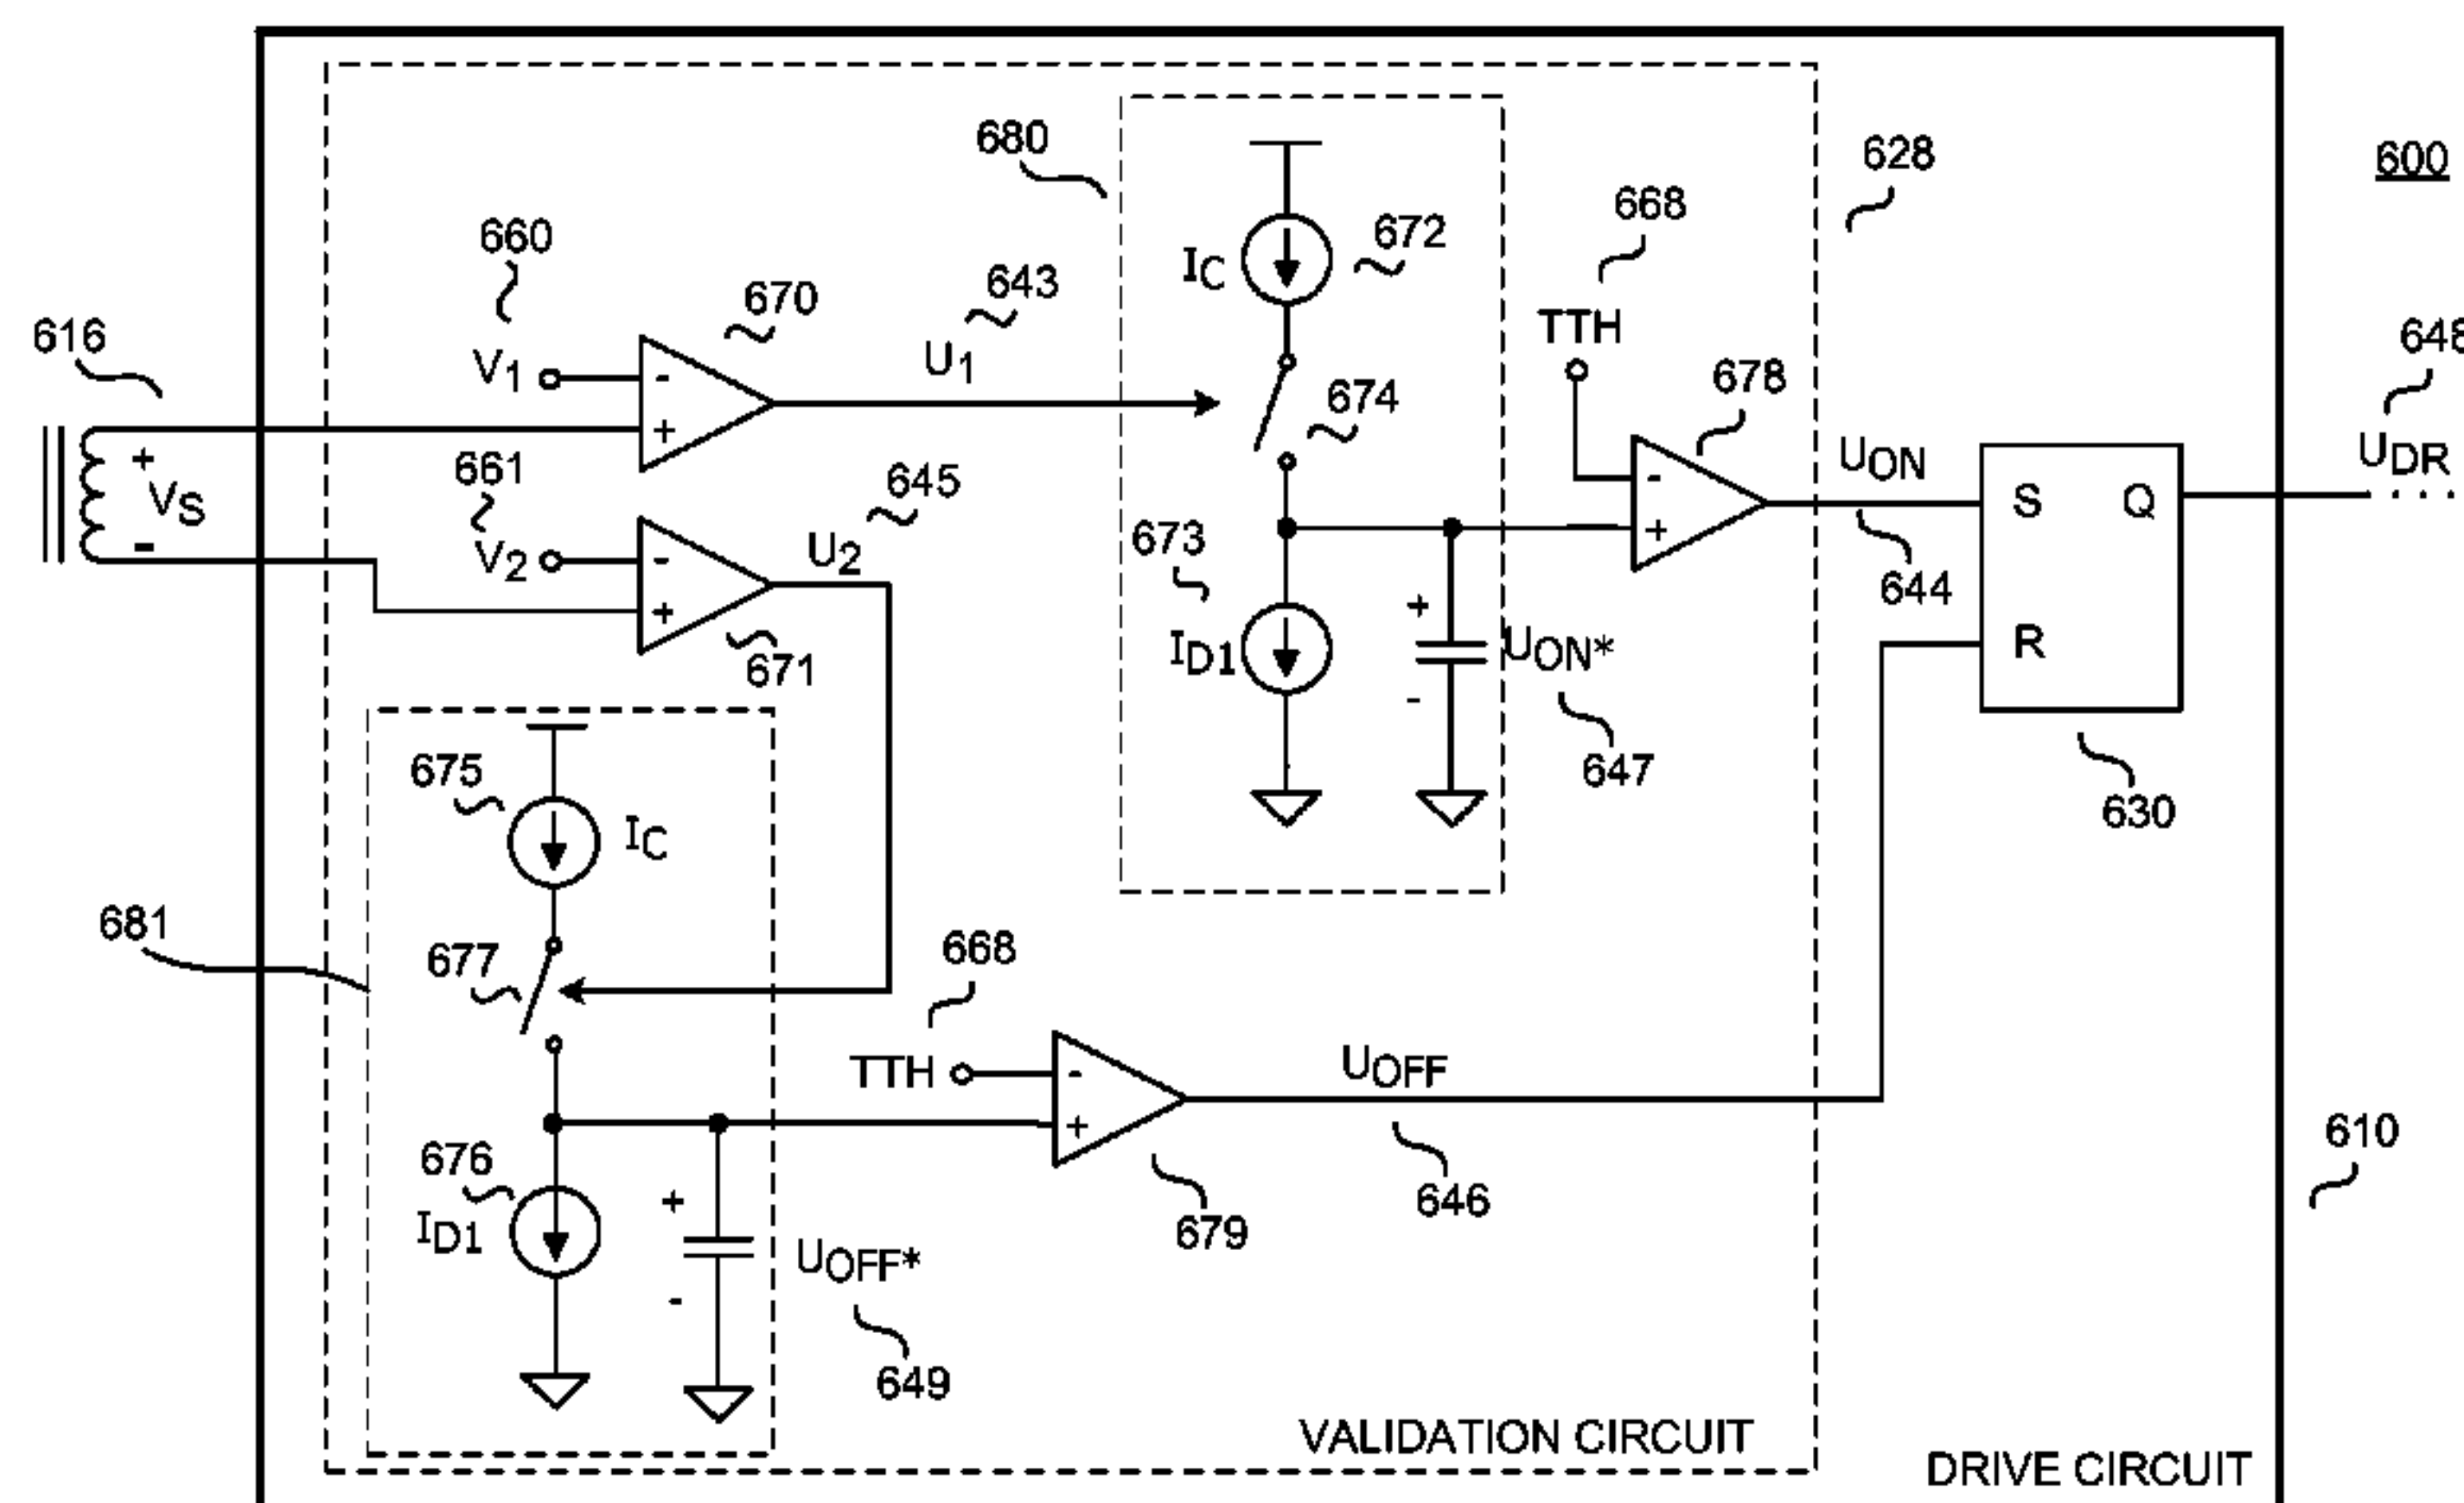 680
628
600
668
660
672
IC
643
670
TTH
648
616
V1
-
U1
678
674
+
UDR
+
661
645
UON
VS
-
S
Q
V2
-
U2
673
+
-
+
+
644
671
ID1
UON*
R
-
675
647
IC
630
681
677
668
TTH
-
UOFF
610
676
+
646
ID1
+
679
UOFF*
-
649
VALIDATION CIRCUIT
DRIVE CIRCUIT